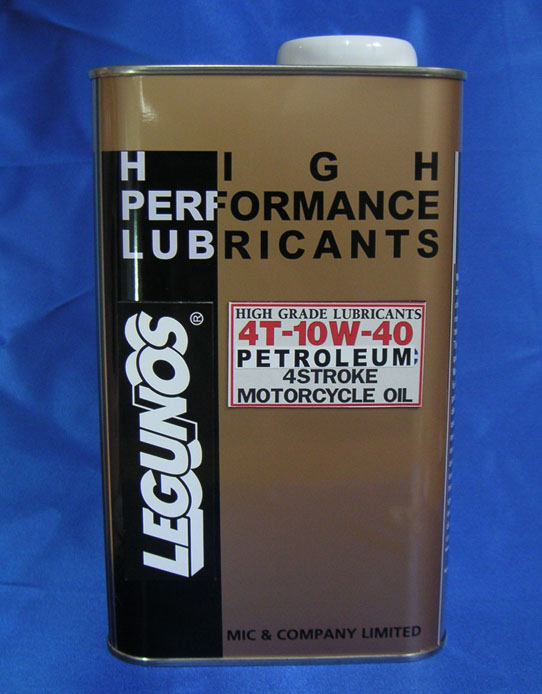 H I G H
PERFORMANCE
LUBRICANTS
LEGUNOS®
HIGH GRADE LUBRICANTS
4T-10W-40
PETROLEUM
4STROKE
MOTORCYCLE OIL
MIC & COMPANY LIMITED